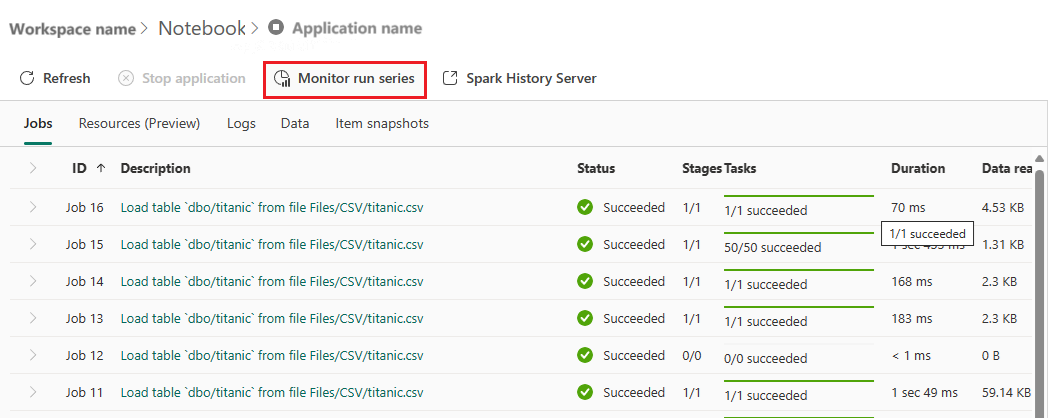 Workspace name > Notebook > Application name
Refresh Stop application Monitor run series Spark History Server
Jobs Resources (Preview) Logs Data Item snapshots
ID ↑ Description Status Stages Tasks Duration Data rea
Job 16 Load table `dbo/titanic` from file Files/CSV/titanic.csv Succeeded 1/1 1/1 succeeded 70 ms 4.53 KB
1/1 succeeded
Job 15 Load table `dbo/titanic` from file Files/CSV/titanic.csv Succeeded 1/1 50/50 succeeded 1 sec ms 1.31 KB
Job 14 Load table `dbo/titanic` from file Files/CSV/titanic.csv Succeeded 1/1 1/1 succeeded 168 ms 2.3 KB
Job 13 Load table `dbo/titanic` from file Files/CSV/titanic.csv Succeeded 1/1 1/1 succeeded 183 ms 2.3 KB
Job 12 Load table `dbo/titanic` from file Files/CSV/titanic.csv Succeeded 0/0 0/0 succeeded < 1 ms 0 B
Job 11 Load table `dbo/titanic` from file Files/CSV/titanic.csv Succeeded 1/1 1/1 succeeded 1 sec 49 ms 59.14 KB